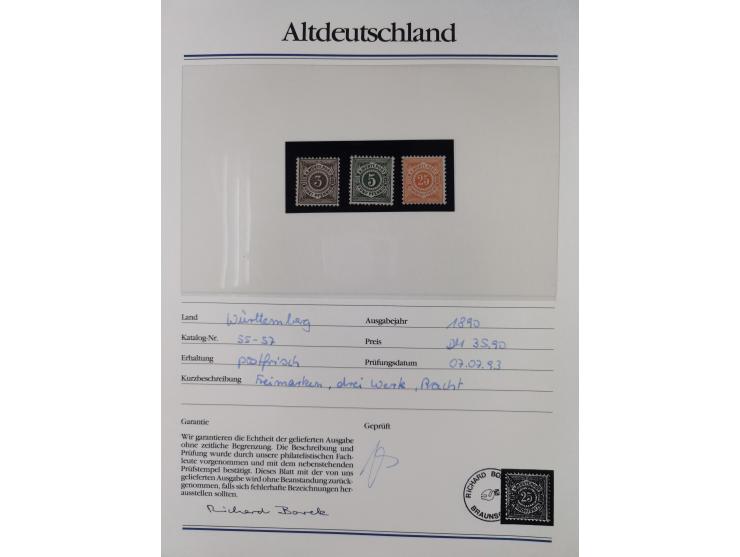 Altdeutschland
3
5
25
Land Württemberg Ausgabejahr 1890
Katalog-Nr. 55-57 Preis DM 35,90
Erhaltung postfrisch Prüfungsdatum 07.07.93
Kurzbeschreibung Freimarken, drei Werte, Pracht
Garantie
Geprüft
Wir garantieren die Echtheit der gelieferten Ausgabe
ohne zeitliche Begrenzung. Die Beschreibung und
Prüfung wurde durch unsere philatelistischen Fach-
leute vorgenommen und mit dem nebenstehenden
Prüfstempel bestätigt. Dieses Blatt mit der von uns
gelieferten Ausgabe wird ohne Beanstandung zurück-
genommen, falls sich fehlerhafte Bezeichnungen her-
ausstellen sollten.
Richard Borek
RICHARD BO
BRAUNS
25